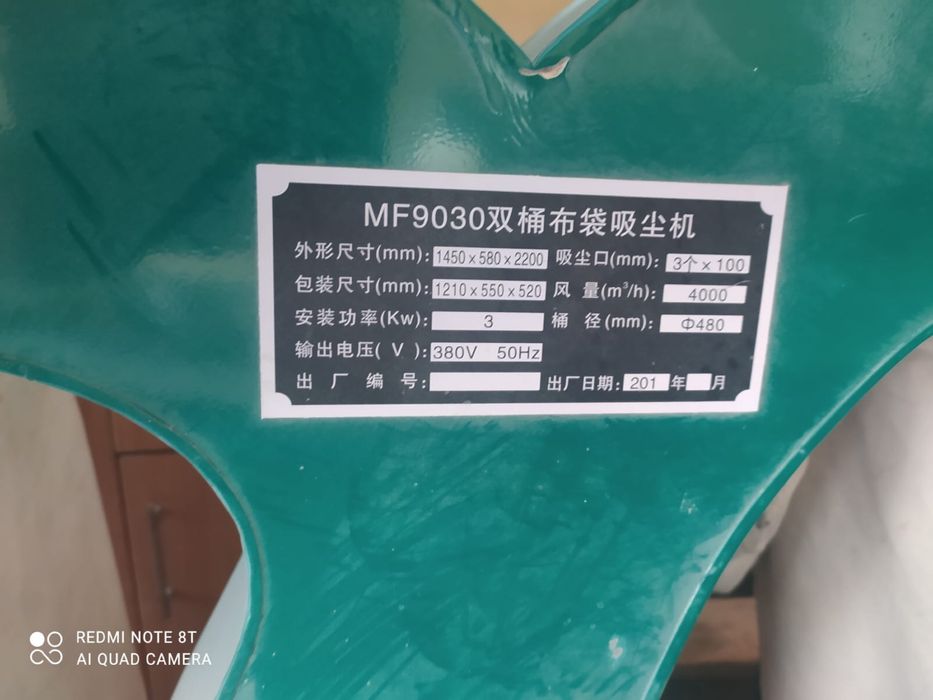 MF9030双桶布袋吸尘机
外形尺寸(mm): 1450×580×2200 吸尘口(mm): 3个×100
包装尺寸(mm): 1210×550×520 风 量(m³/h): 4000
安装功率(Kw): 3 桶 径(mm): Φ480
输出电压( V ): 380V 50Hz
出 厂 编 号: 出厂日期: 201 年 月
REDMI NOTE 8T
AI QUAD CAMERA